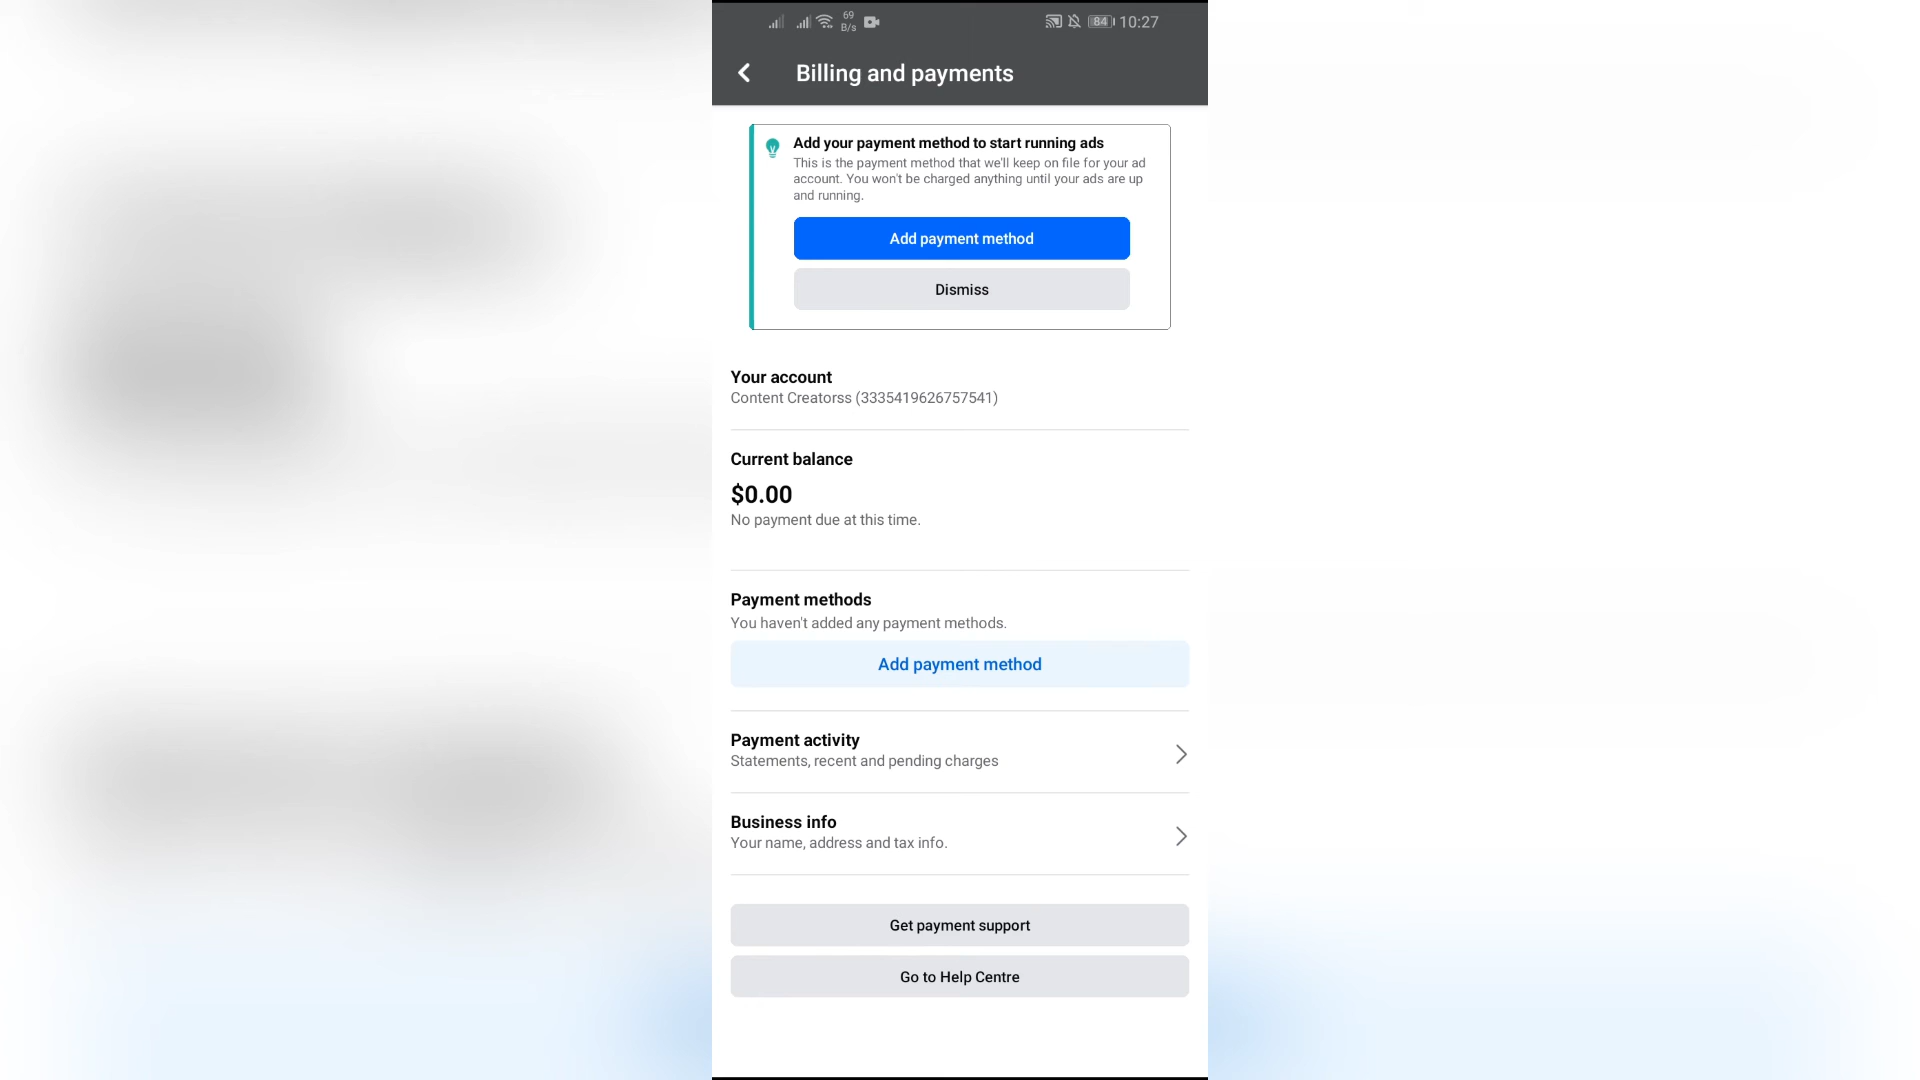 69
B/s
84
10:27
Billing and payments
Add your payment method to start running ads
This is the payment method that we'll keep on file for your ad
account. You won't be charged anything until your ads are up
and running.
Add payment method
Dismiss
Your account
Content Creatorss (3335419626757541)
Current balance
$0.00
No payment due at this time.
Payment methods
You haven't added any payment methods.
Add payment method
Payment activity
Statements, recent and pending charges
Business info
Your name, address and tax info.
Get payment support
Go to Help Centre